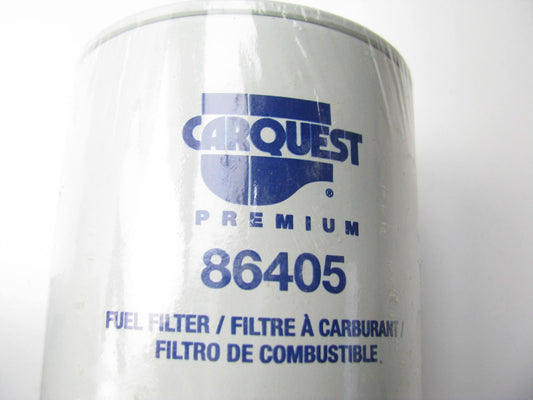 CARQUEST
®
PREMIUM
86405
FUEL FILTER / FILTRE À CARBURANT /
FILTRO DE COMBUSTIBLE